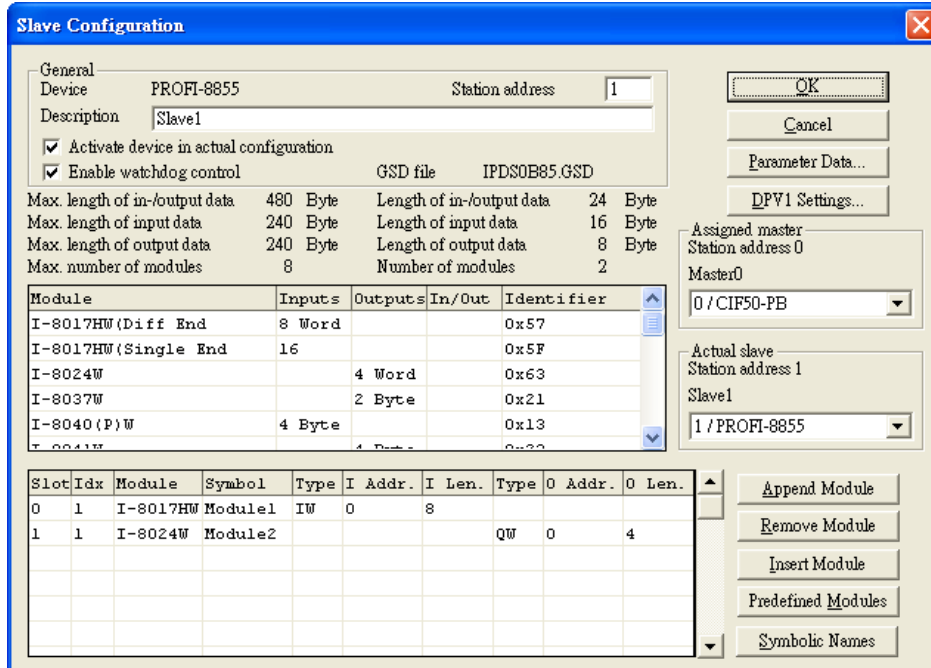 Slave Configuration
General
Device PROFI-8855 Station address 1
Description Slave1
Activate device in actual configuration
Enable watchdog control GSD file IPDS0B85.GSD
Max. length of in-/output data 480 Byte Length of in-/output data 24 Byte
Max. length of input data 240 Byte Length of input data 16 Byte
Max. length of output data 240 Byte Length of output data 8 Byte
Max. number of modules 8 Number of modules 2
OK
Cancel
Parameter Data...
DPV1 Settings...
Assigned master
Station address 0
Master0
0 / CIF50-PB
Actual slave
Station address 1
Slave1
1 / PROFI-8855
Module Inputs Outputs In/Out Identifier
I-8017HW(Diff End 8 Word 0x57
I-8017HW(Single End 16 0x5F
I-8024W 4 Word 0x63
I-8037W 2 Byte 0x21
I-8040(P)W 4 Byte 0x13
Slot Idx Module Symbol Type I Addr. I Len. Type O Addr. O Len.
0 1 I-8017HW Module1 IW 0 8
1 1 I-8024W Module2 QW 0 4
Append Module
Remove Module
Insert Module
Predefined Modules
Symbolic Names